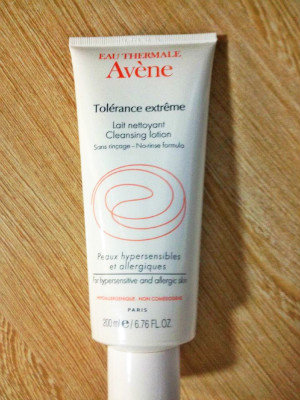 EAU THERMALE
Avène
Tolérance extrême
Lait nettoyant
Cleansing lotion
Sans rinçage - No-rinse formula
Peaux hypersensibles
et allergiques
For hypersensitive and allergic skin
HYPOALLERGÉNIQUE - NON COMÉDOGÈNE
PARIS
200 ml e / 6.76 FL.OZ.